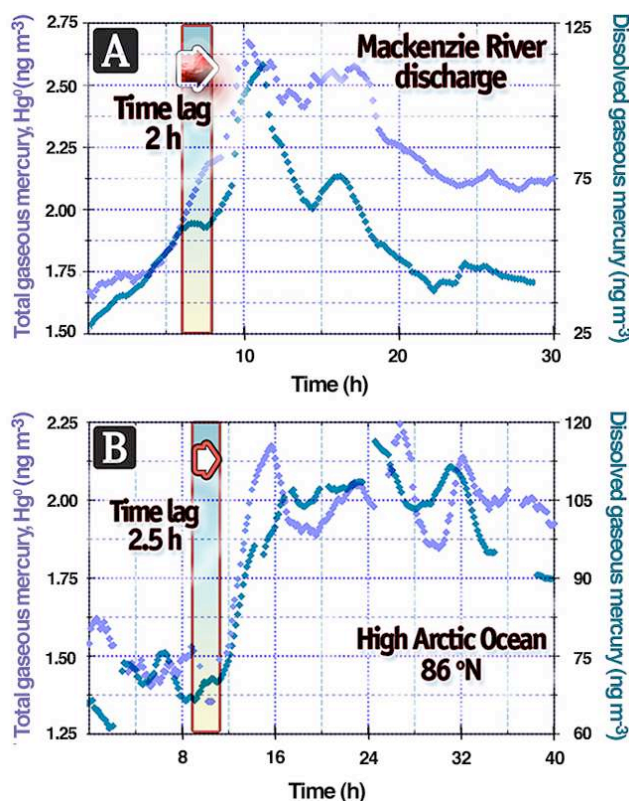 A
Mackenzie River
discharge
Time lag
2 h
Total gaseous mercury, Hg⁰ (ng m-3)
2.75
2.50
2.25
2.00
1.75
1.50
Dissolved gaseous
mercury (ng m-3)
125
75
25
10
20
30
Time (h)
B
Time lag
2.5 h
High Arctic Ocean
86 ºN
Total gaseous mercury, Hg⁰ (ng m-3)
2.25
2.00
1.75
1.50
1.25
Dissolved gaseous
mercury (ng m-3)
120
105
90
75
60
8
16
24
32
40
Time (h)